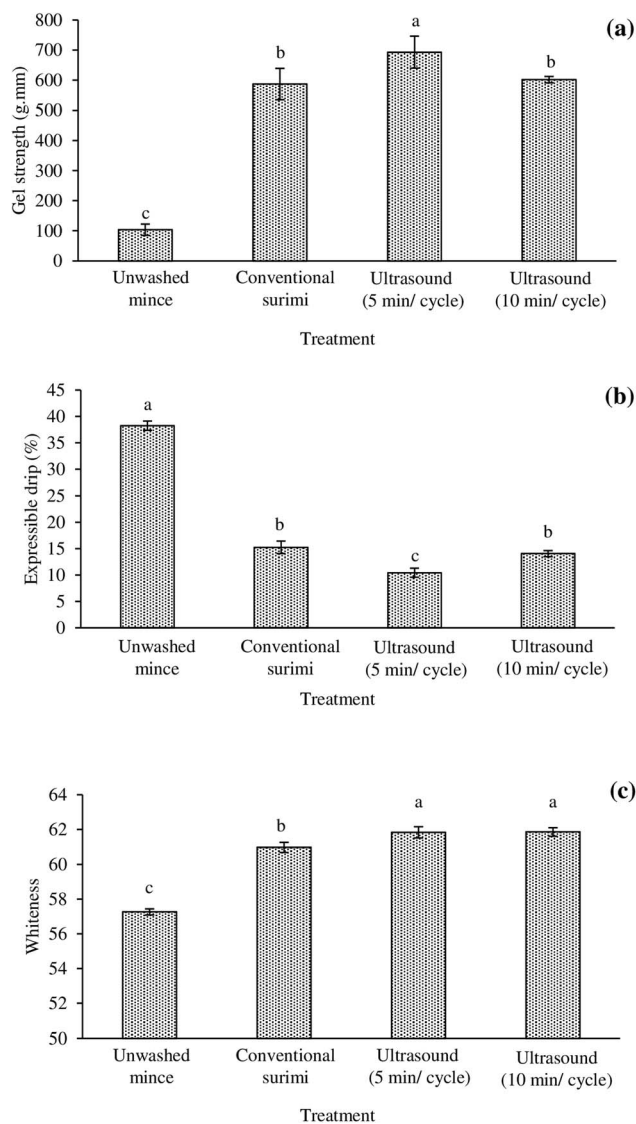 (a)
Gel strength (g.mm)
800
700
600
500
400
300
200
100
0
c
b
a
b
Unwashed mince
Conventional surimi
Ultrasound (5 min/ cycle)
Ultrasound (10 min/ cycle)
Treatment
(b)
Expressible drip (%)
45
40
35
30
25
20
15
10
5
0
a
b
c
b
Unwashed mince
Conventional surimi
Ultrasound (5 min/ cycle)
Ultrasound (10 min/ cycle)
Treatment
(c)
Whiteness
64
62
60
58
56
54
52
50
c
b
a
a
Unwashed mince
Conventional surimi
Ultrasound (5 min/ cycle)
Ultrasound (10 min/ cycle)
Treatment